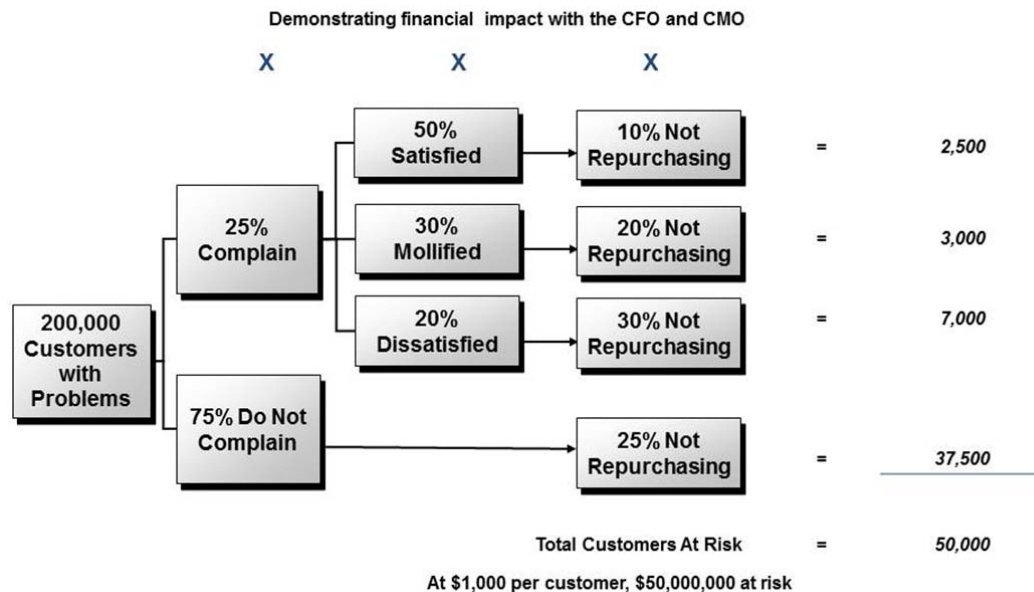 Demonstrating financial impact with the CFO and CMO
X X X
50%
Satisfied
10% Not
Repurchasing
= 2,500
25%
Complain
30%
Mollified
20% Not
Repurchasing
= 3,000
20%
Dissatisfied
30% Not
Repurchasing
= 7,000
200,000
Customers
with
Problems
75% Do Not
Complain
25% Not
Repurchasing
= 37,500
Total Customers At Risk = 50,000
At $1,000 per customer, $50,000,000 at risk